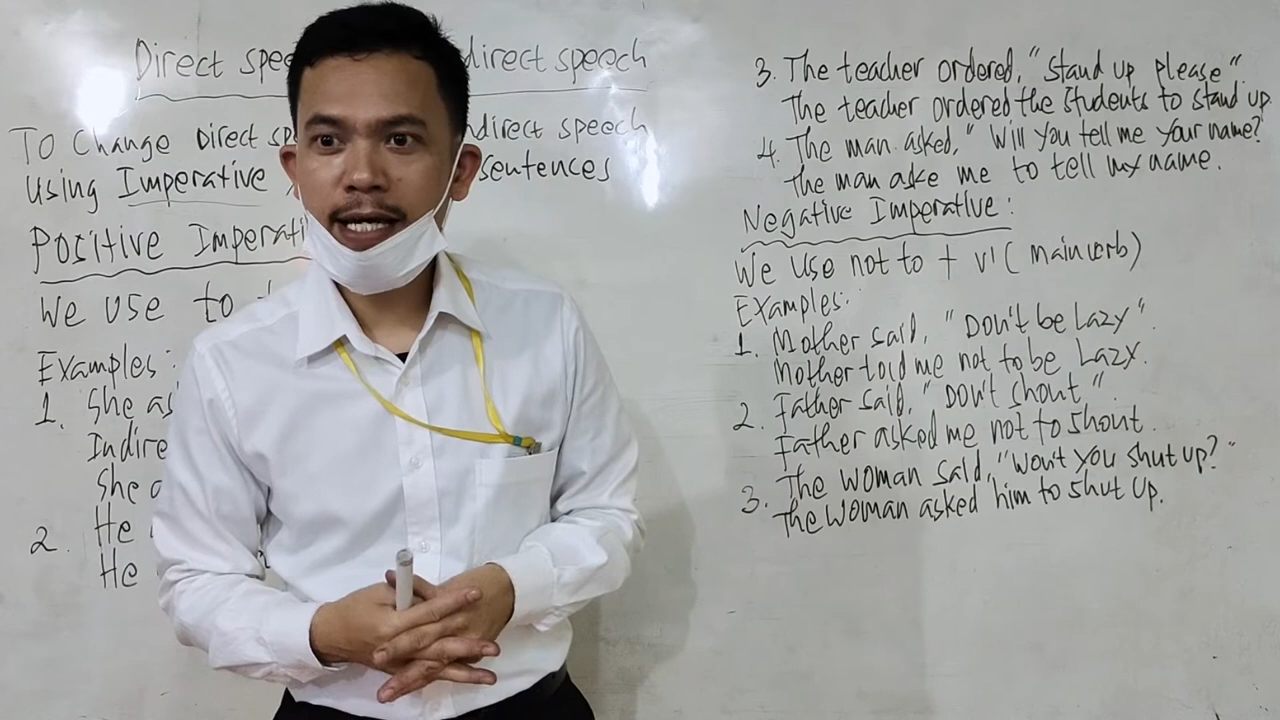 Direct spee direct speech
To Change Direct sp ndirect speech
Using Imperative sentences
Positive Imperati
We use to +
Examples:
1. She as
Indire
She a
2. He
He
3. The teacher ordered, "Stand up please".
The teacher ordered the students to stand up.
4. The man asked, "Will you tell me your name?
The man aske me to tell my name.
Negative Imperative:
We use not to + V1 (main verb)
Examples:
1. Mother said, "Don't be Lazy".
Mother told me not to be Lazy.
2. Father said, "Don't shout".
Father asked me not to shout.
3. The woman said, "Won't you shut up?"
The woman asked him to shut up.